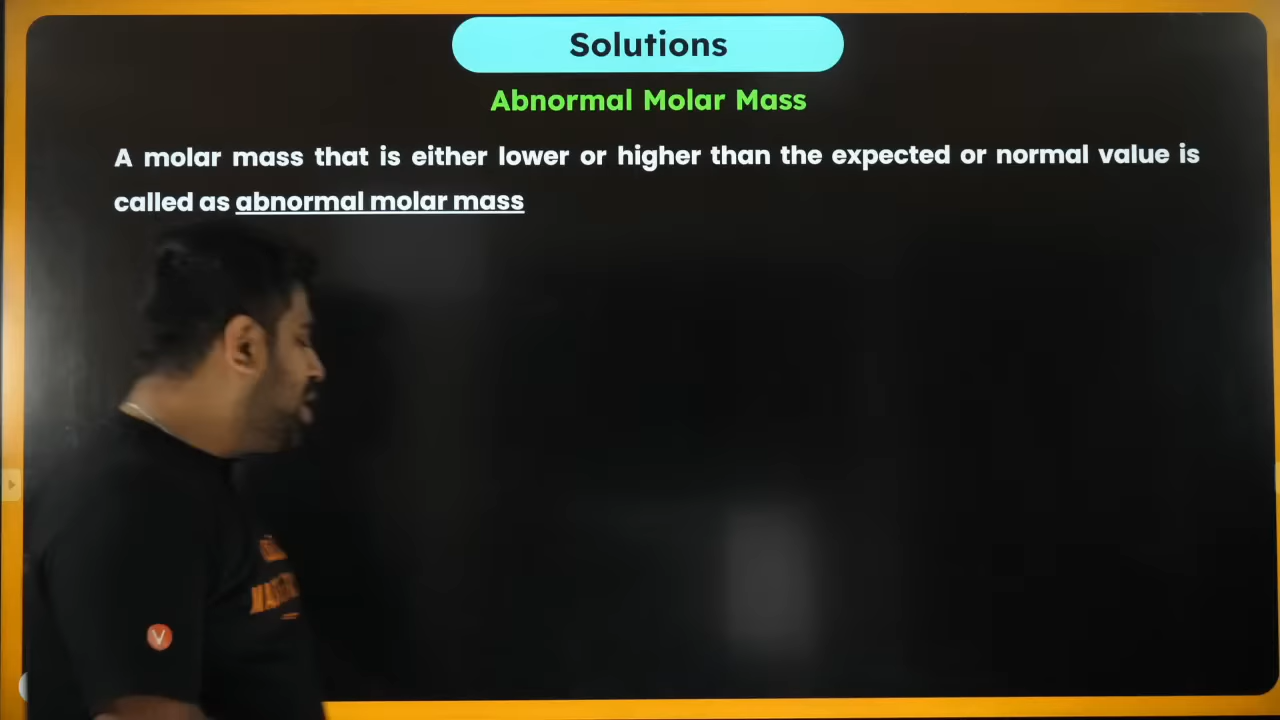 Solutions
Abnormal Molar Mass
A molar mass that is either lower or higher than the expected or normal value is
called as abnormal molar mass
V